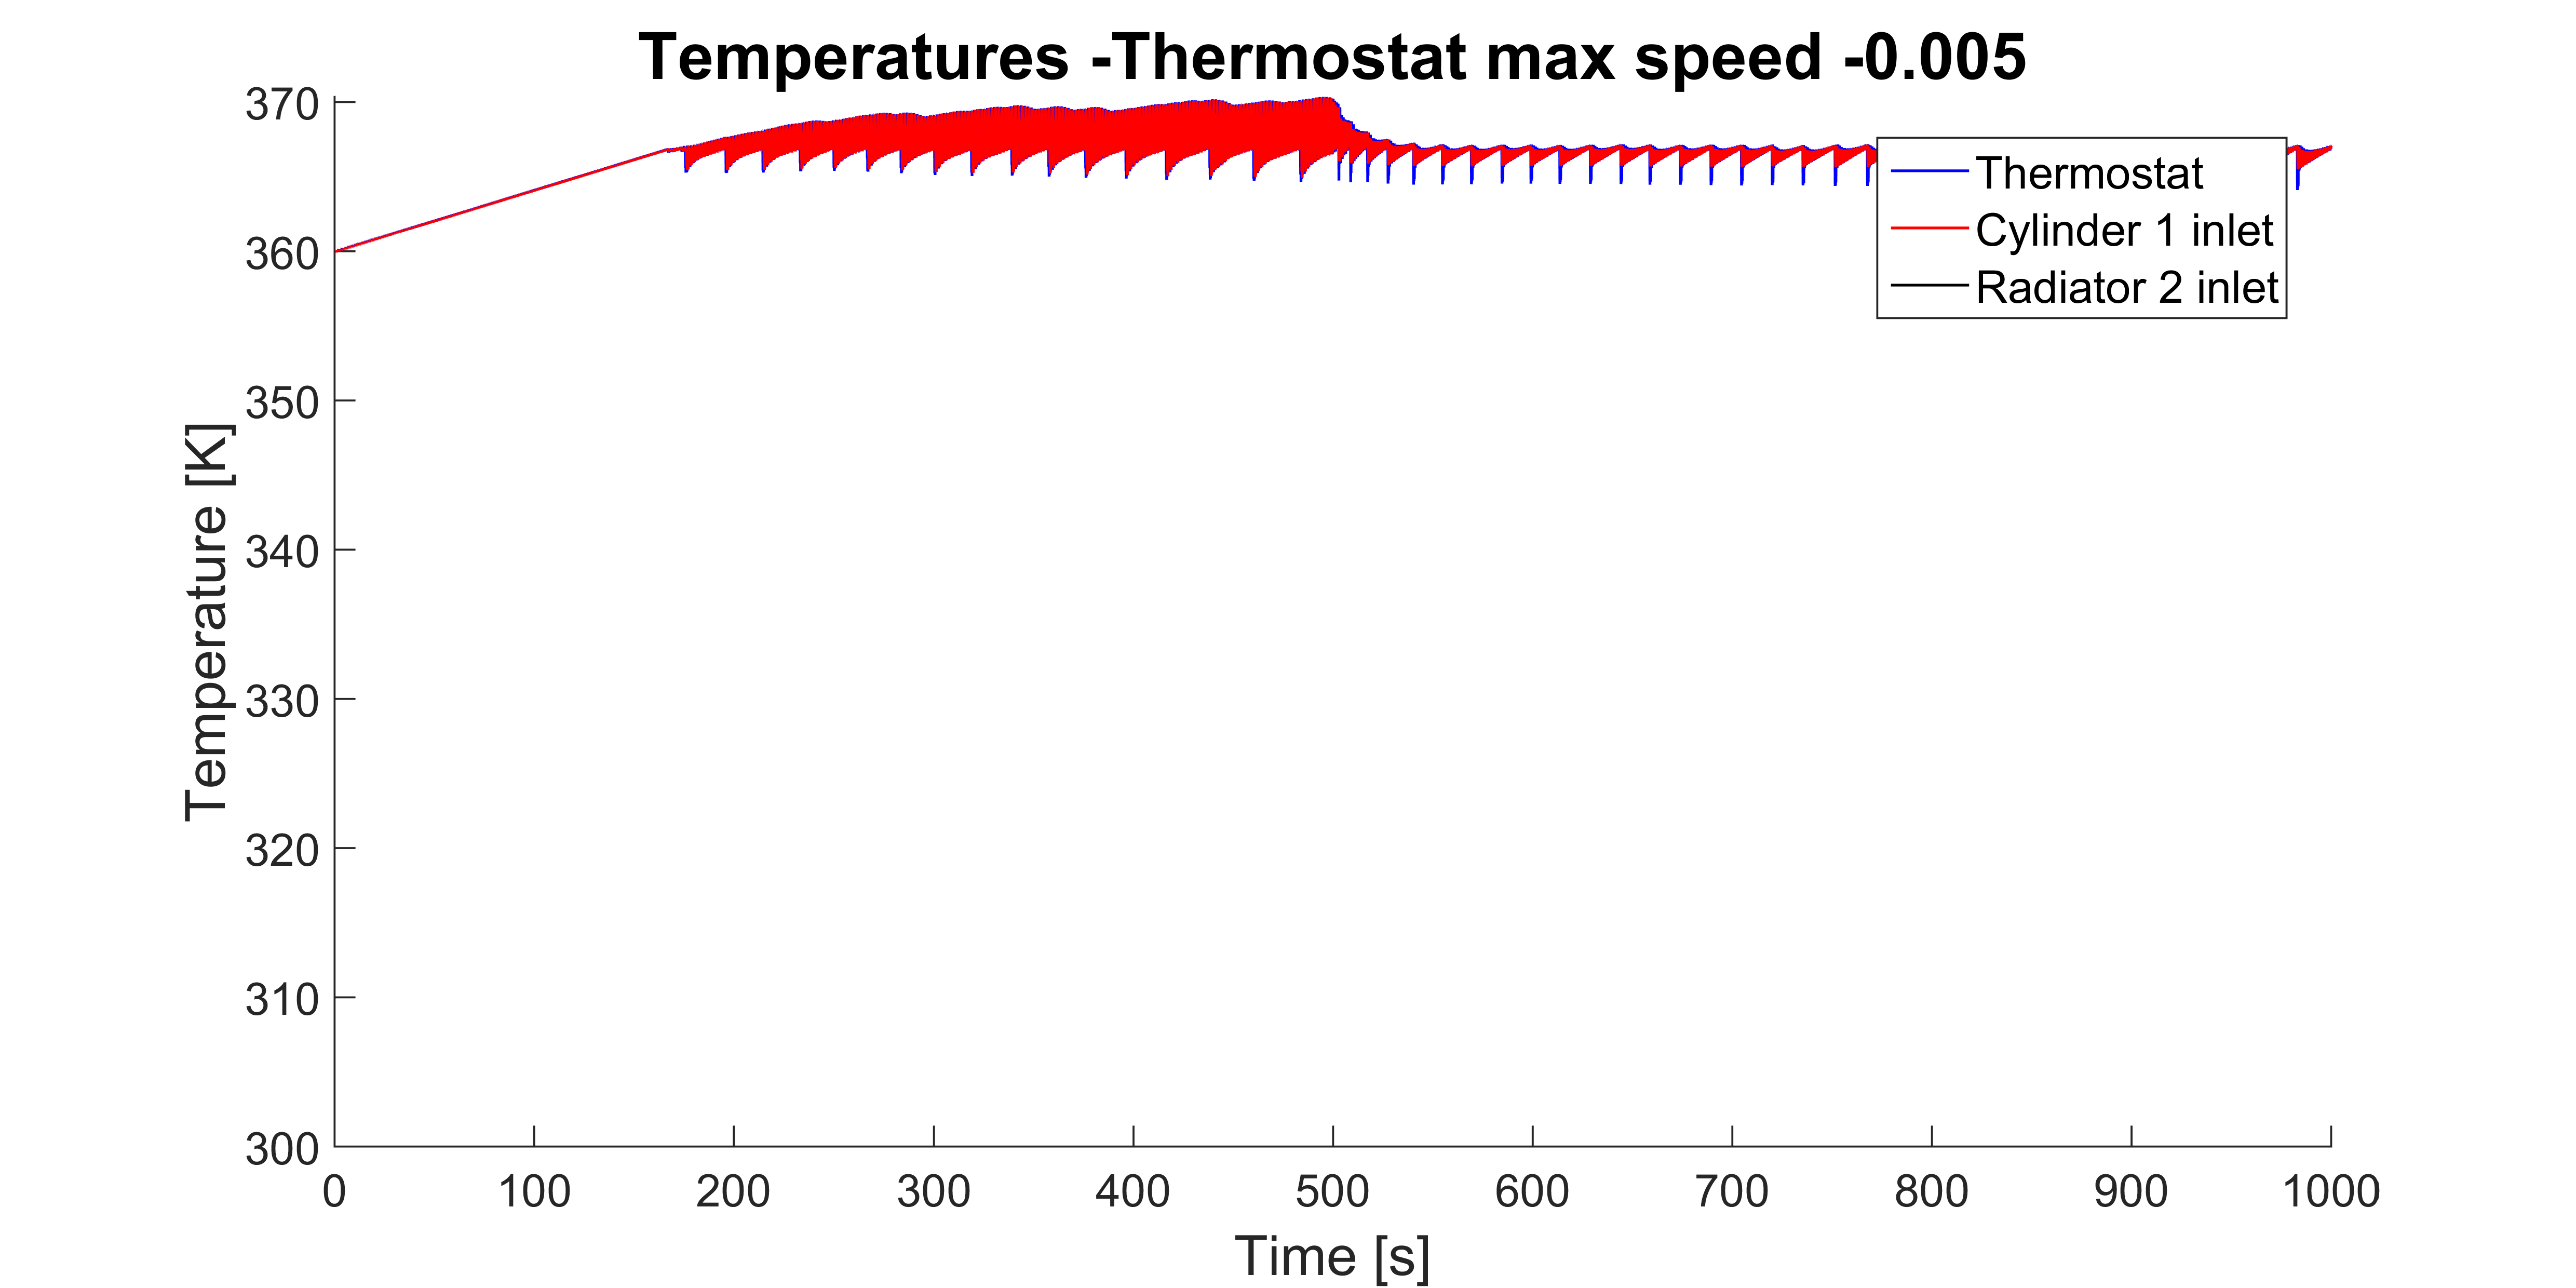 Temperatures -Thermostat max speed -0.005
370
360
350
340
330
320
310
300
Temperature [K]
Thermostat
Cylinder 1 inlet
Radiator 2 inlet
0 100 200 300 400 500 600 700 800 900 1000
Time [s]